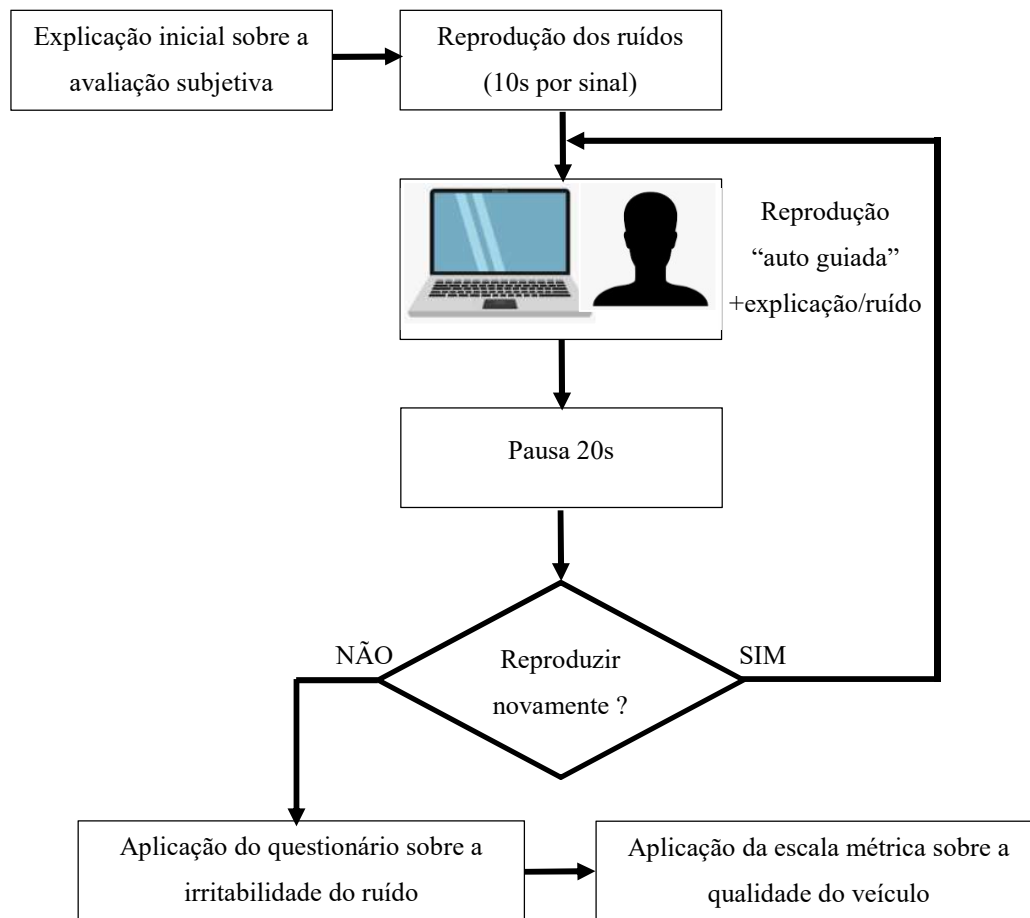 Explicação inicial sobre a
avaliação subjetiva
Reprodução dos ruídos
(10s por sinal)
Reprodução
“auto guiada”
+explicação/ruído
Pausa 20s
NÃO
Reproduzir
novamente ?
SIM
Aplicação do questionário sobre a
irritabilidade do ruído
Aplicação da escala métrica sobre a
qualidade do veículo